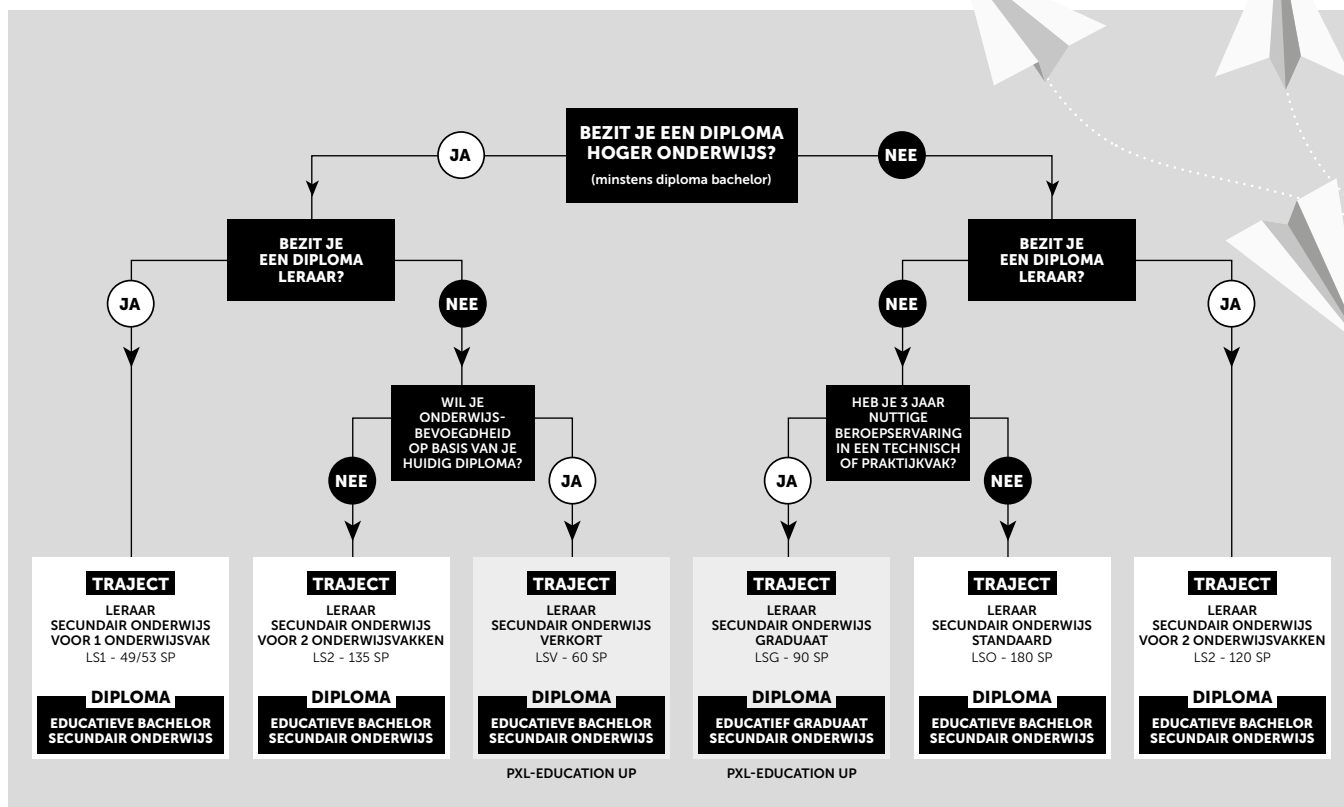 BEZIT JE EEN DIPLOMA
HOGER ONDERWIJS?
(minstens diploma bachelor)
JA
NEE
BEZIT JE
EEN DIPLOMA
LERAAR?
BEZIT JE
EEN DIPLOMA
LERAAR?
JA
NEE
NEE
JA
WIL JE
ONDERWIJS-
BEVOEGDHEID
OP BASIS VAN JE
HUIDIG DIPLOMA?
HEB JE 3 JAAR
NUTTIGE
BEROEPSERVARING
IN EEN TECHNISCH
OF PRAKTIJKVAK?
NEE
JA
JA
NEE
TRAJECT
LERAAR
SECUNDAIR ONDERWIJS
VOOR 1 ONDERWIJSVAK
LS1 - 49/53 SP
DIPLOMA
EDUCATIEVE BACHELOR
SECUNDAIR ONDERWIJS
TRAJECT
LERAAR
SECUNDAIR ONDERWIJS
VOOR 2 ONDERWIJSVAKKEN
LS2 - 135 SP
DIPLOMA
EDUCATIEVE BACHELOR
SECUNDAIR ONDERWIJS
TRAJECT
LERAAR
SECUNDAIR ONDERWIJS
VERKORT
LSV - 60 SP
DIPLOMA
EDUCATIEVE BACHELOR
SECUNDAIR ONDERWIJS
PXL-EDUCATION UP
TRAJECT
LERAAR
SECUNDAIR ONDERWIJS
GRADUAAT
LSG - 90 SP
DIPLOMA
EDUCATIEF GRADUAAT
SECUNDAIR ONDERWIJS
PXL-EDUCATION UP
TRAJECT
LERAAR
SECUNDAIR ONDERWIJS
STANDAARD
LSO - 180 SP
DIPLOMA
EDUCATIEVE BACHELOR
SECUNDAIR ONDERWIJS
TRAJECT
LERAAR
SECUNDAIR ONDERWIJS
VOOR 2 ONDERWIJSVAKKEN
LS2 - 120 SP
DIPLOMA
EDUCATIEVE BACHELOR
SECUNDAIR ONDERWIJS